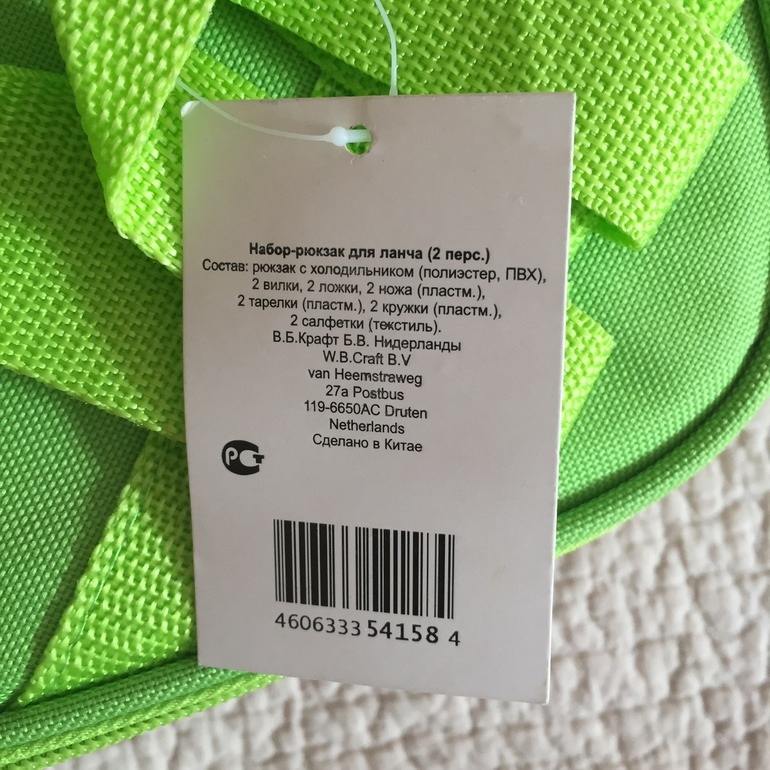 Набор-рюкзак для ланча (2 перс.)
Состав: рюкзак с холодильником (полиэстер, ПВХ),
2 вилки, 2 ложки, 2 ножа (пластм.),
2 тарелки (пластм.), 2 кружки (пластм.),
2 салфетки (текстиль).
В.Б.Крафт Б.В. Нидерланды
W.B.Craft B.V
van Heemstraweg
27a Postbus
119-6650AC Druten
Netherlands
Сделано в Китае
РСТ
4606333 54158 4